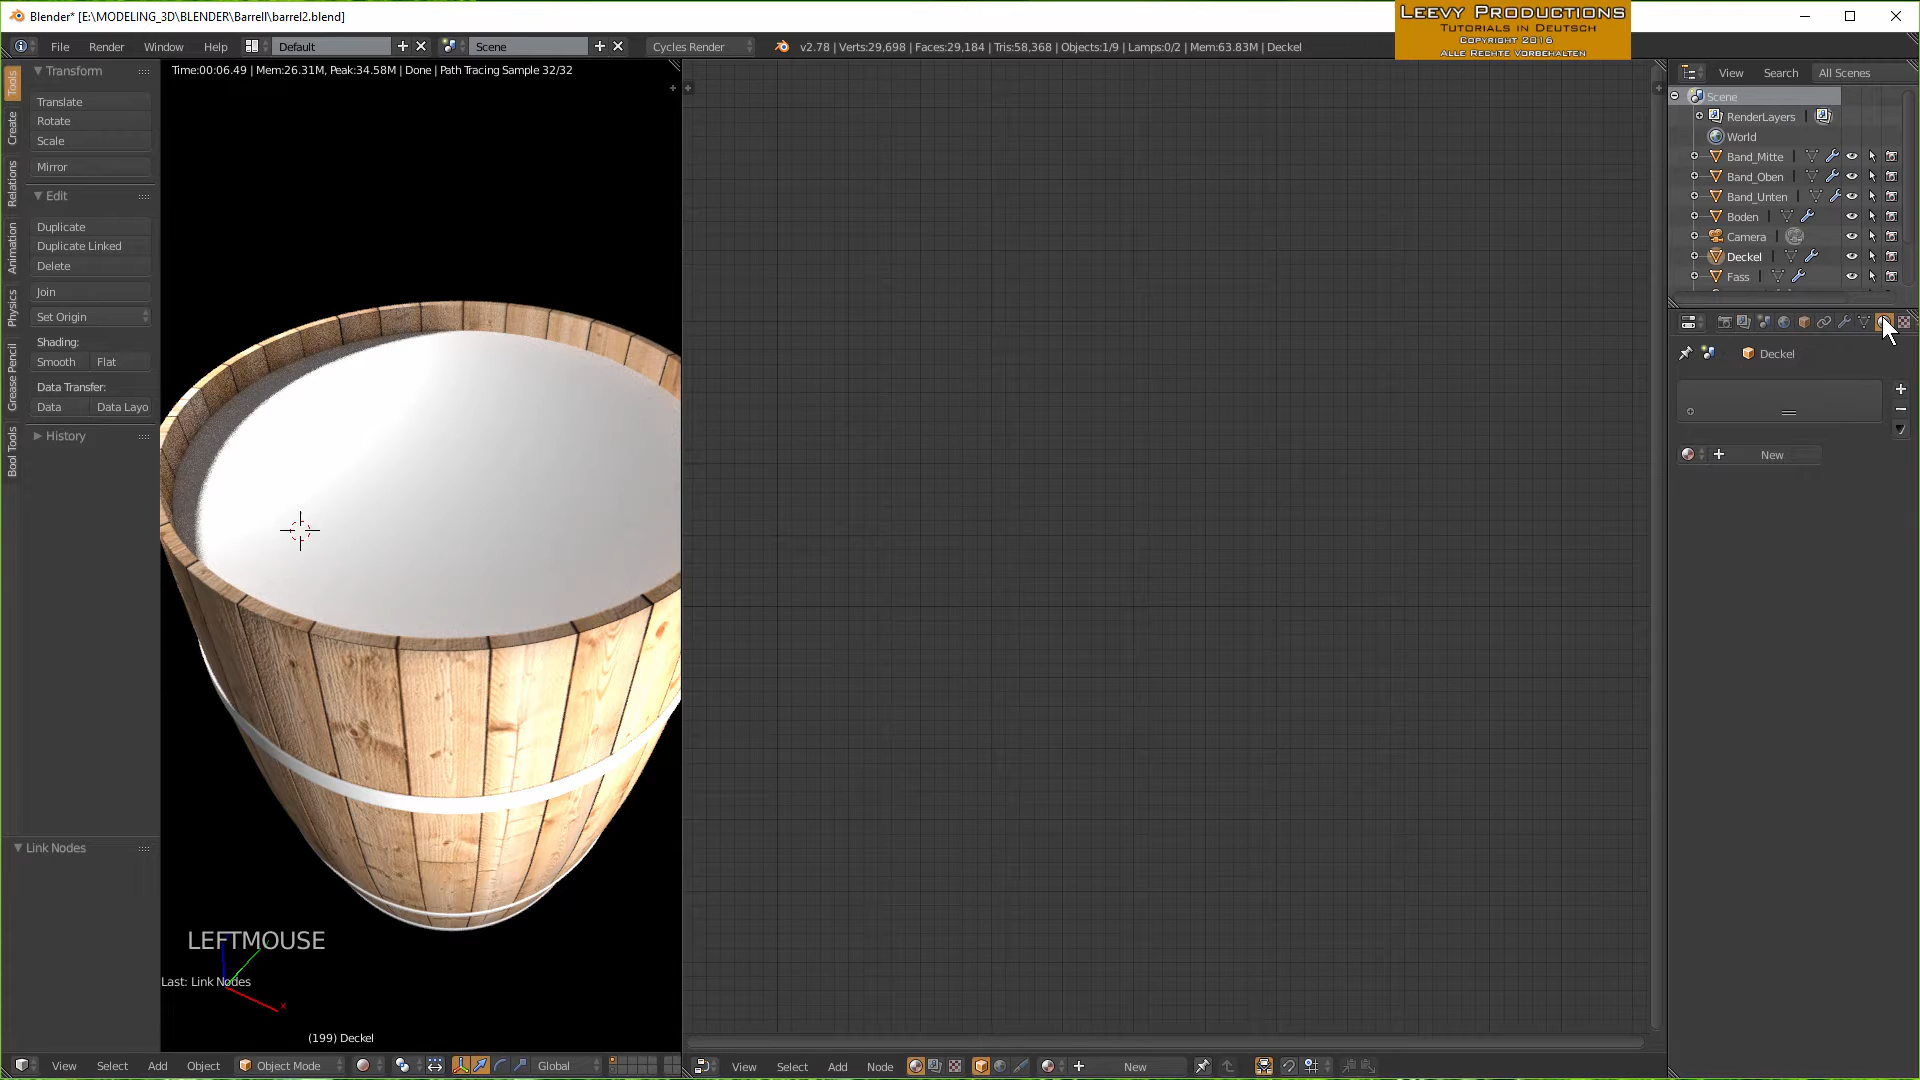 Blender* [E:\MODELING_3D\BLENDER\Barrell\barrel2.blend]
LEEVY PRODUCTIONS
TUTORIALS IN DEUTSCH
COPYRIGHT 2016
ALLE RECHTE VORBEHALTEN
File Render Window Help Default Scene Cycles Render v2.78 | Verts:29,698 | Faces:29,184 | Tris:58,368 | Objects:1/9 | Lamps:0/2 | Mem:63.83M | Deckel
Time:00:06.49 | Mem:26.31M, Peak:34.58M | Done | Path Tracing Sample 32/32
Tools
Create
Relations
Animation
Physics
Grease Pencil
Bool Tools
Transform
Translate
Rotate
Scale
Mirror
Edit
Duplicate
Duplicate Linked
Delete
Join
Set Origin
Shading:
Smooth Flat
Data Transfer:
Data Data Layo
History
Link Nodes
LEFTMOUSE
Last: Link Nodes
x
(199) Deckel
View Select Add Object Object Mode Global
View Select Add Node New
View Search All Scenes
Scene
RenderLayers
World
Band_Mitte
Band_Oben
Band_Unten
Boden
Camera
Deckel
Fass
Deckel
New